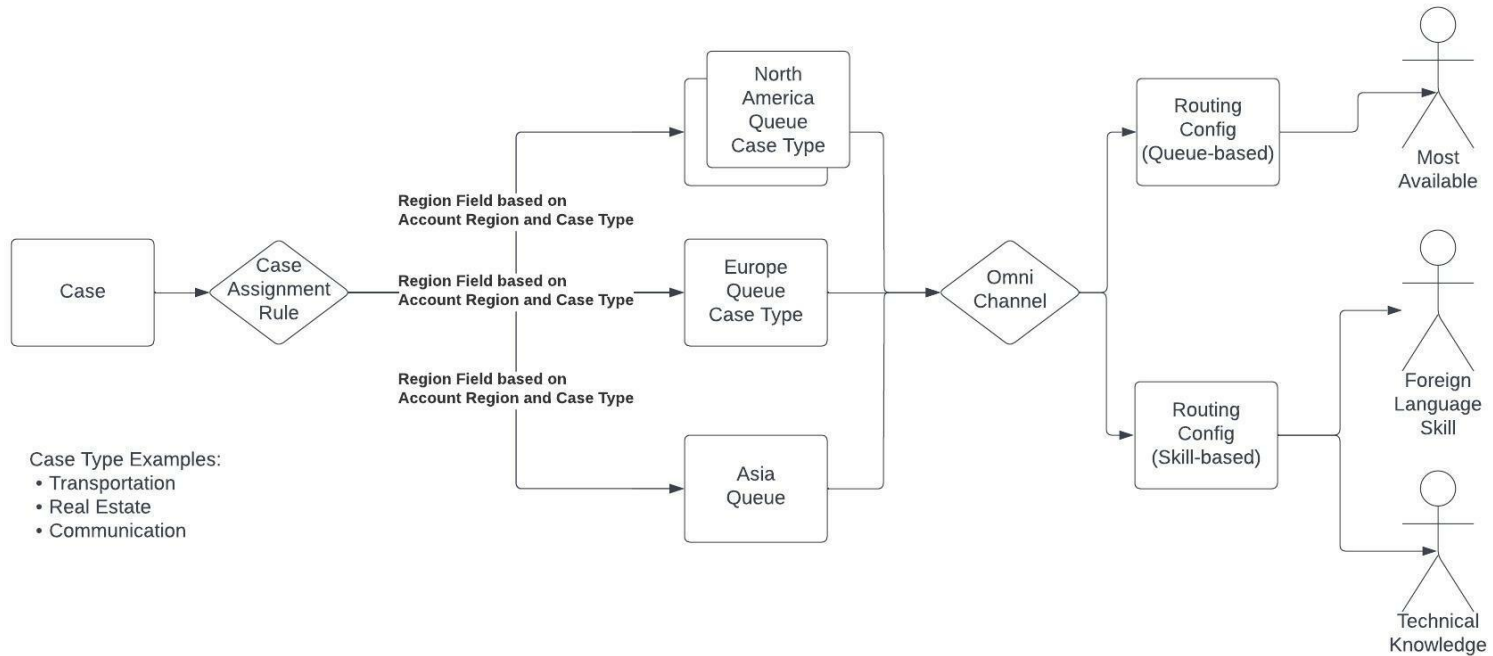 Case
Case
Assignment
Rule
Region Field based on
Account Region and Case Type
Region Field based on
Account Region and Case Type
Region Field based on
Account Region and Case Type
North
America
Queue
Case Type
Europe
Queue
Case Type
Asia
Queue
Omni
Channel
Routing
Config
(Queue-based)
Routing
Config
(Skill-based)
Most
Available
Foreign
Language
Skill
Technical
Knowledge
Case Type Examples:
• Transportation
• Real Estate
• Communication